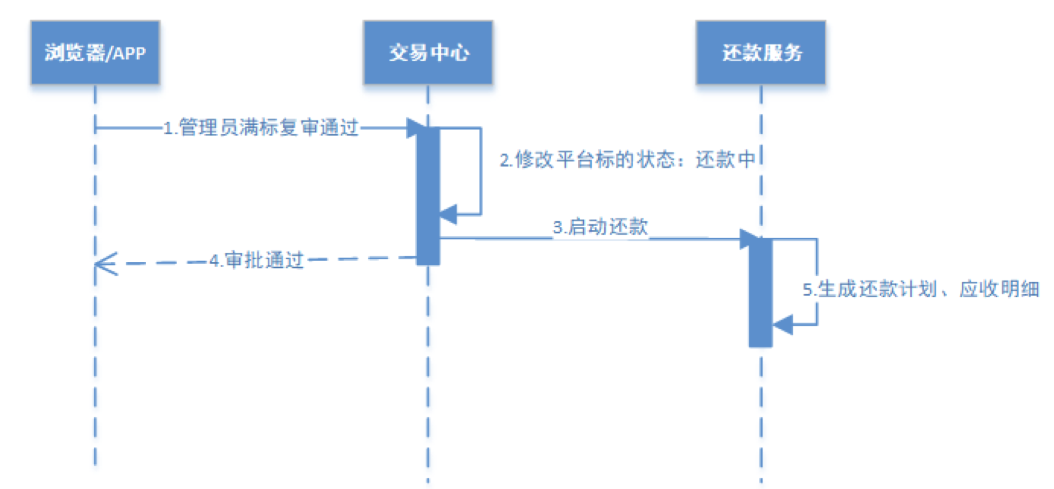 浏览器/APP
交易中心
还款服务
1.管理员满标复审通过
2.修改平台标的状态：还款中
3.启动还款
4.审批通过
5.生成还款计划、应收明细